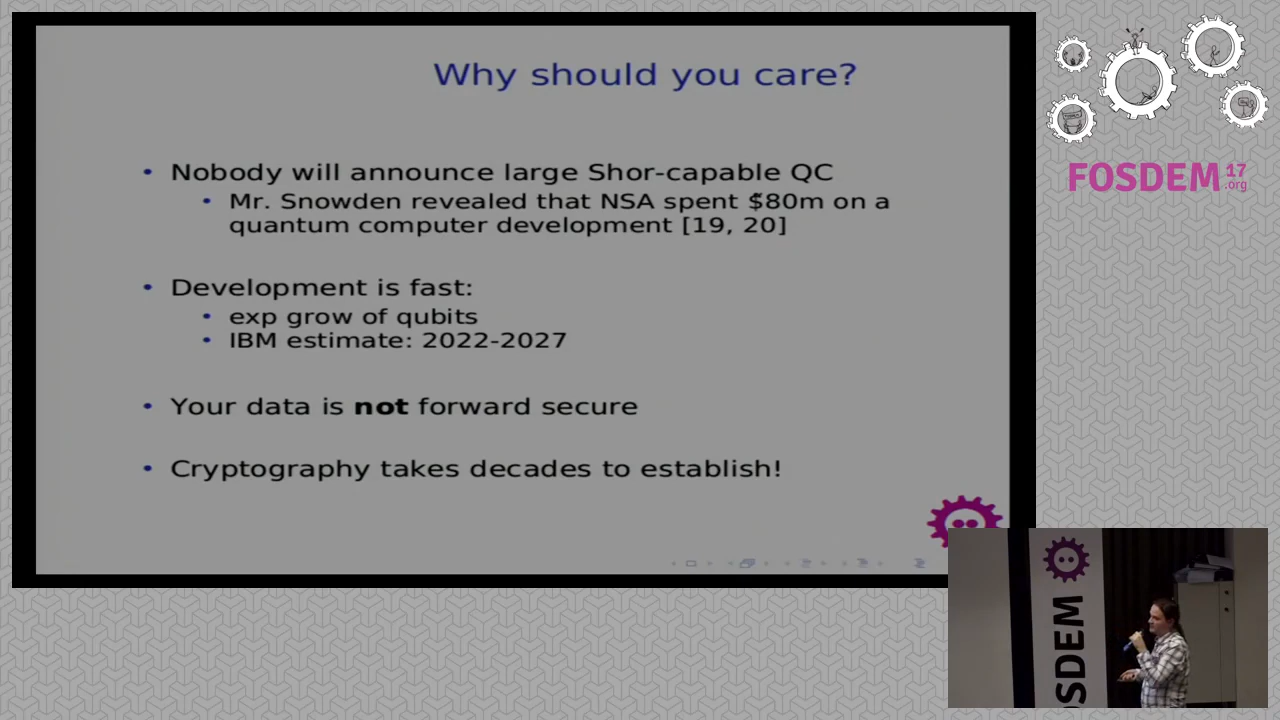 Why should you care?
• Nobody will announce large Shor-capable QC
• Mr. Snowden revealed that NSA spent $80m on a
quantum computer development [19, 20]
• Development is fast:
• exp grow of qubits
• IBM estimate: 2022-2027
• Your data is not forward secure
• Cryptography takes decades to establish!
FOSDEM 17
.org
FOSDEM